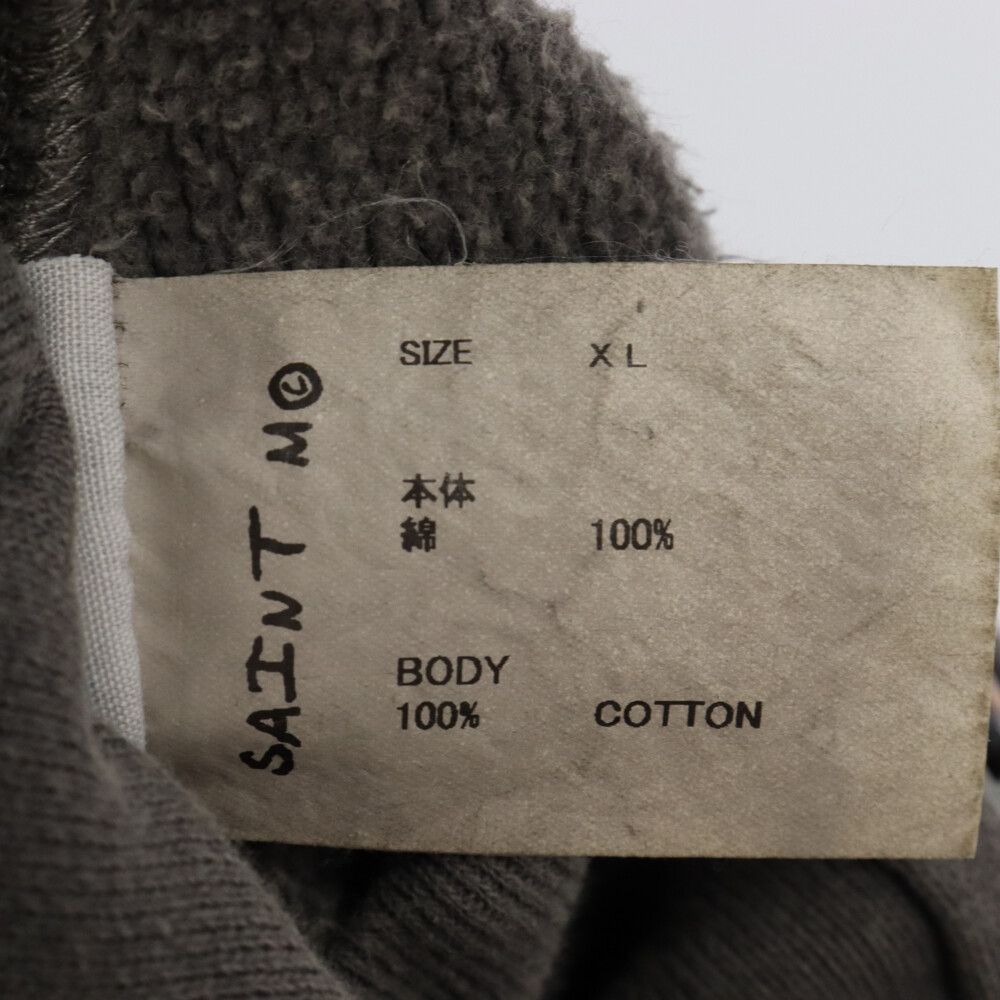 SAINT M©
SIZE XL
本体
綿 100%
BODY
100% COTTON